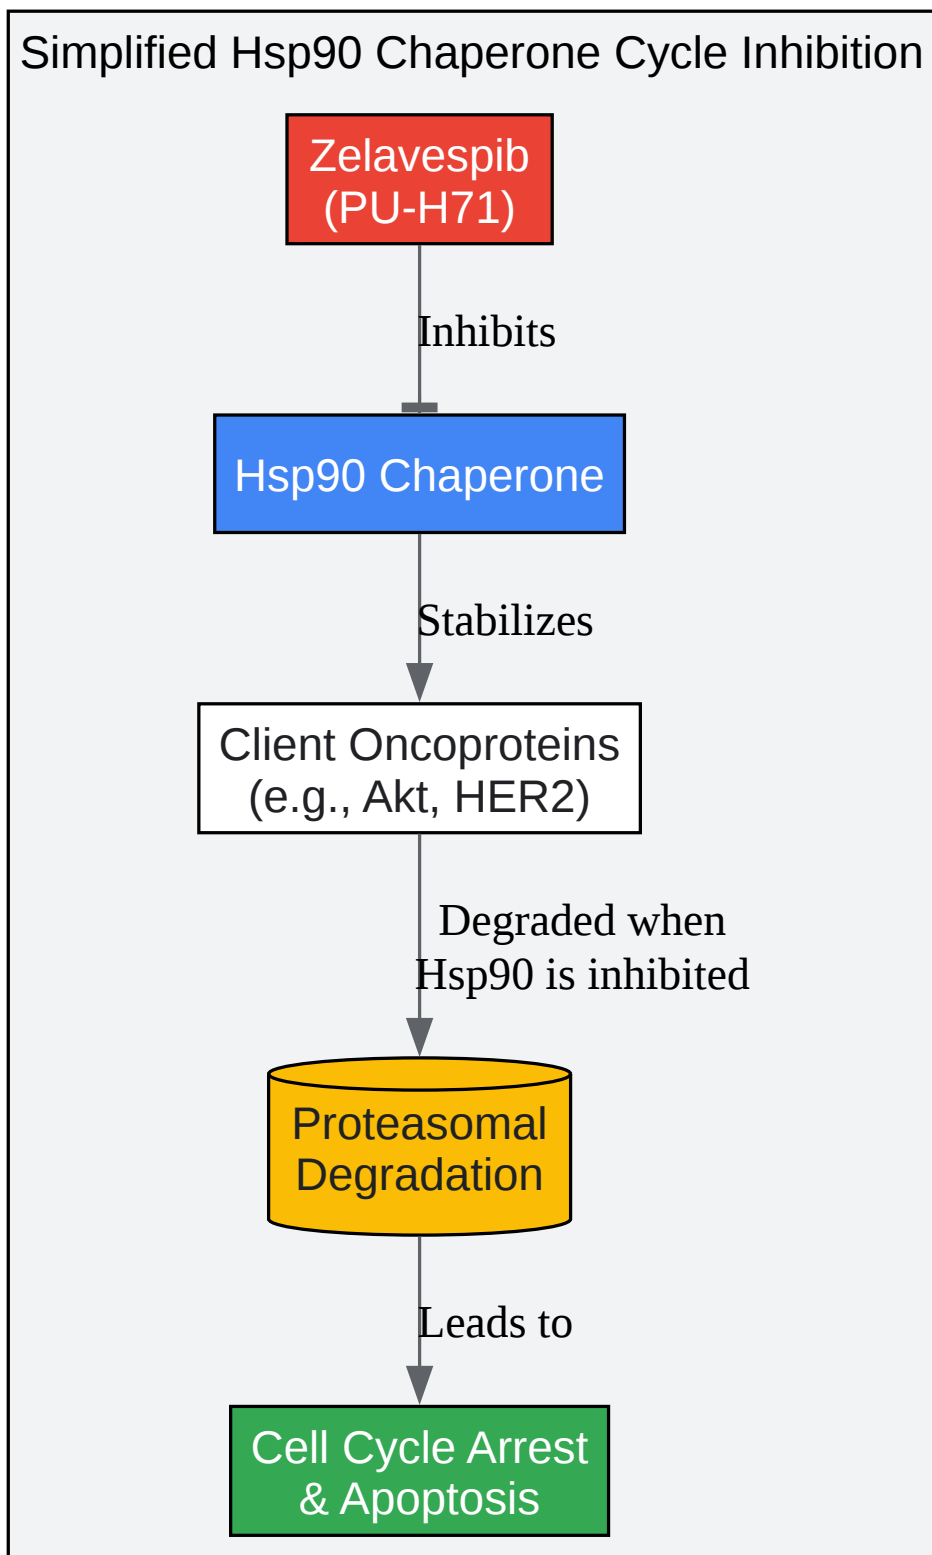 Simplified Hsp90 Chaperone Cycle Inhibition
Zelavespib
(PU-H71)
Inhibits
Hsp90 Chaperone
Stabilizes
Client Oncoproteins
(e.g., Akt, HER2)
Degraded when
Hsp90 is inhibited
Proteasomal
Degradation
Leads to
Cell Cycle Arrest
& Apoptosis